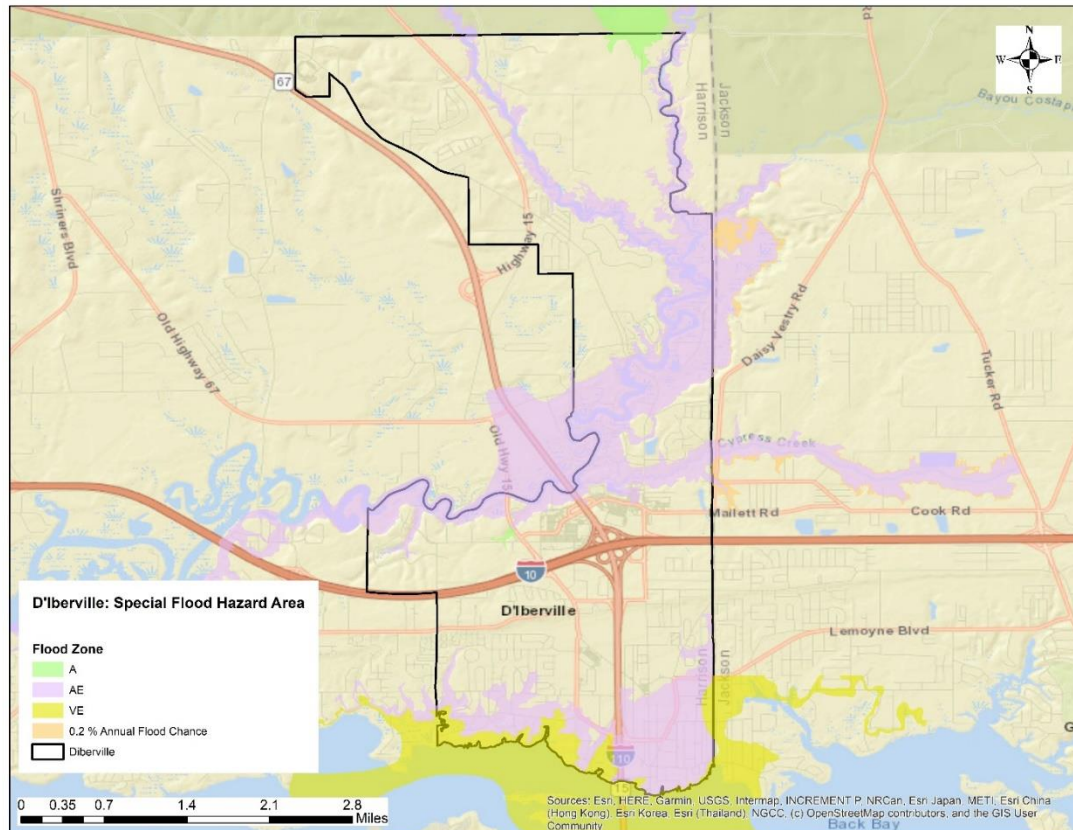 N
W E
S
67
Rd
Jackson
Harrison
Bayou Costap
Shriners Blvd
Highway 15
Daisy Vestry Rd
Old Highway 67
Tucker Rd
Old Hwy 15
Cypress Creek
Mailett Rd
Cook Rd
10
D'Iberville
Lemoyne Blvd
Harrison
Jackson
D'Iberville: Special Flood Hazard Area
Flood Zone
A
AE
VE
0.2 % Annual Flood Chance
Diberville
G
110
15
0 0.35 0.7 1.4 2.1 2.8
Miles
Sources: Esri, HERE, Garmin, USGS, Intermap, INCREMENT P, NRCan, Esri Japan, METI, Esri China
(Hong Kong), Esri Korea, Esri (Thailand), NGCC, (c) OpenStreetMap contributors, and the GIS User
Community
Back Bay